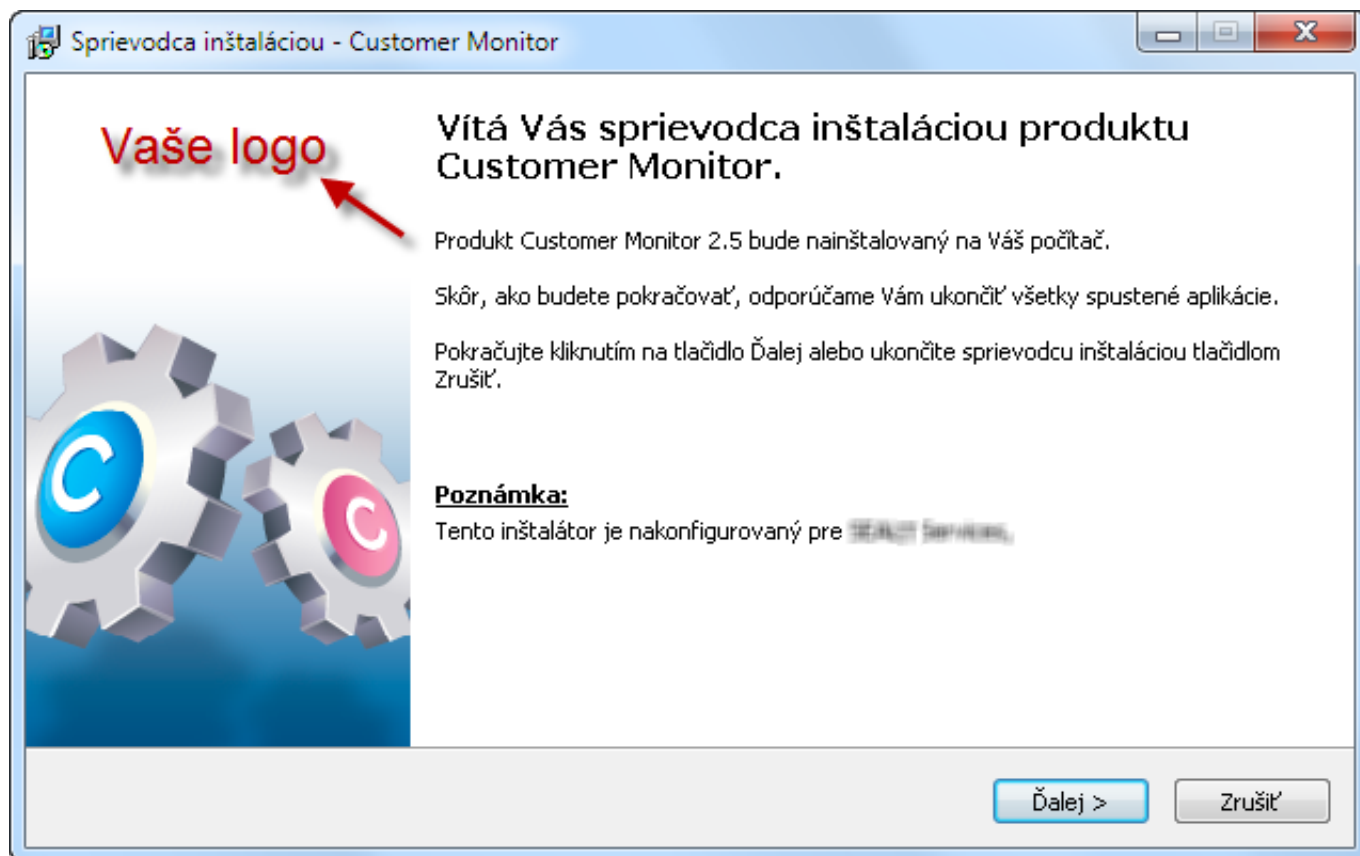 Sprievodca inštaláciou - Customer Monitor
Vaše logo
Vítá Vás sprievodca inštaláciou produktu
Customer Monitor.
Produkt Customer Monitor 2.5 bude nainštalovaný na Váš počítač.
Skôr, ako budete pokračovať, odporúčame Vám ukončiť všetky spustené aplikácie.
Pokračujte kliknutím na tlačidlo Ďalej alebo ukončite sprievodcu inštaláciou tlačidlom
Zrušiť.
C
C
Poznámka:
Tento inštalátor je nakonfigurovaný pre
Ďalej >
Zrušiť